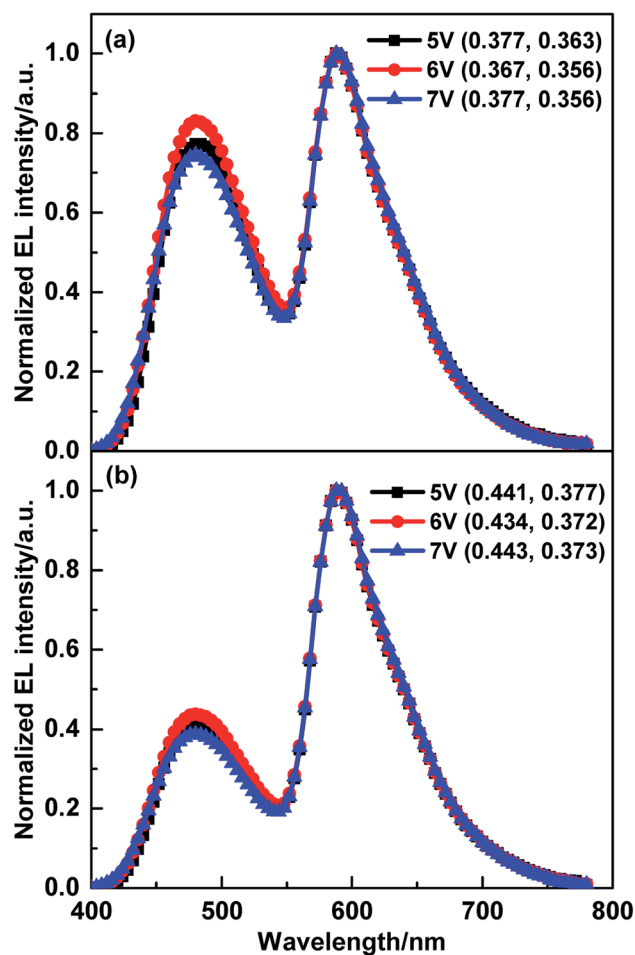 (a)
5V (0.377, 0.363)
6V (0.367, 0.356)
7V (0.377, 0.356)
Normalized EL intensity/a.u.
1.0
0.8
0.6
0.4
0.2
0.0
(b)
5V (0.441, 0.377)
6V (0.434, 0.372)
7V (0.443, 0.373)
Normalized EL intensity/a.u.
1.0
0.8
0.6
0.4
0.2
0.0
400 500 600 700 800
Wavelength/nm